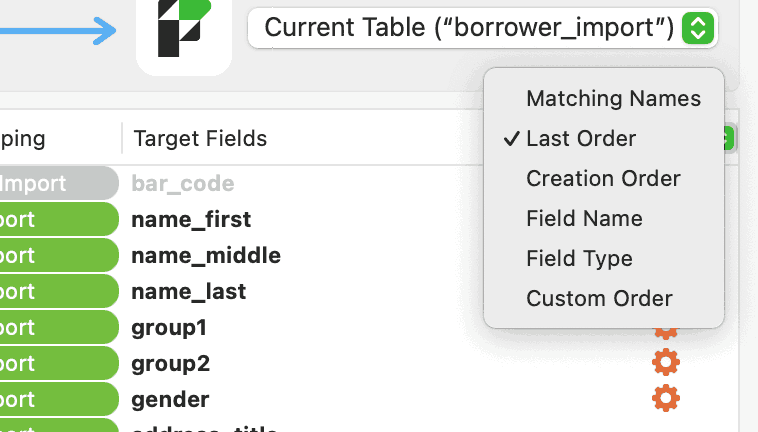 Current Table (“borrower_import”)
Matching Names
ping
Target Fields
✓ Last Order
Import
bar_code
Creation Order
port
name_first
Field Name
port
name_middle
Field Type
port
name_last
Custom Order
port
group1
port
group2
port
gender
address_title